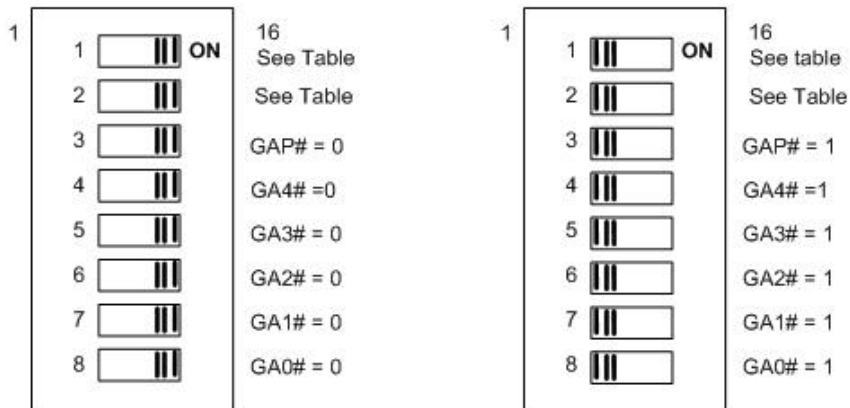 1 16
1 ON See Table
2 See Table
3 GAP# = 0
4 GA4# =0
5 GA3# = 0
6 GA2# = 0
7 GA1# = 0
8 GA0# = 0
1 16
1 ON See table
2 See Table
3 GAP# = 1
4 GA4# =1
5 GA3# = 1
6 GA2# = 1
7 GA1# = 1
8 GA0# = 1